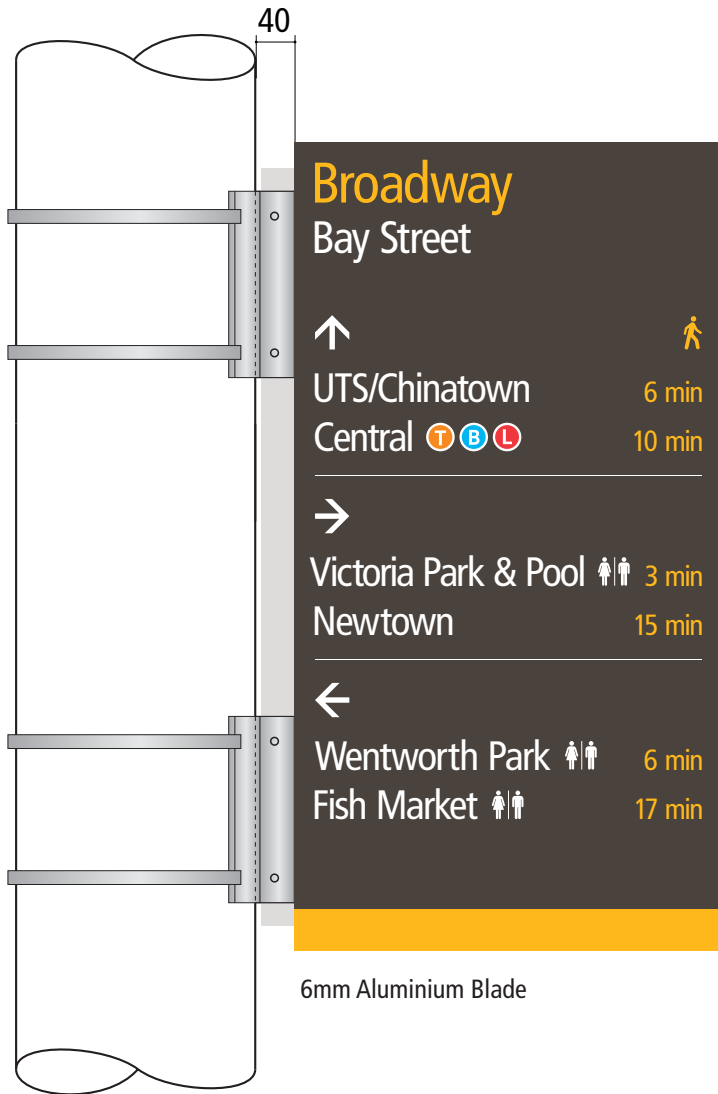 40
Broadway
Bay Street
UTS/Chinatown 6 min
Central T B L 10 min
Victoria Park & Pool 3 min
Newtown 15 min
Wentworth Park 6 min
Fish Market 17 min
6mm Aluminium Blade